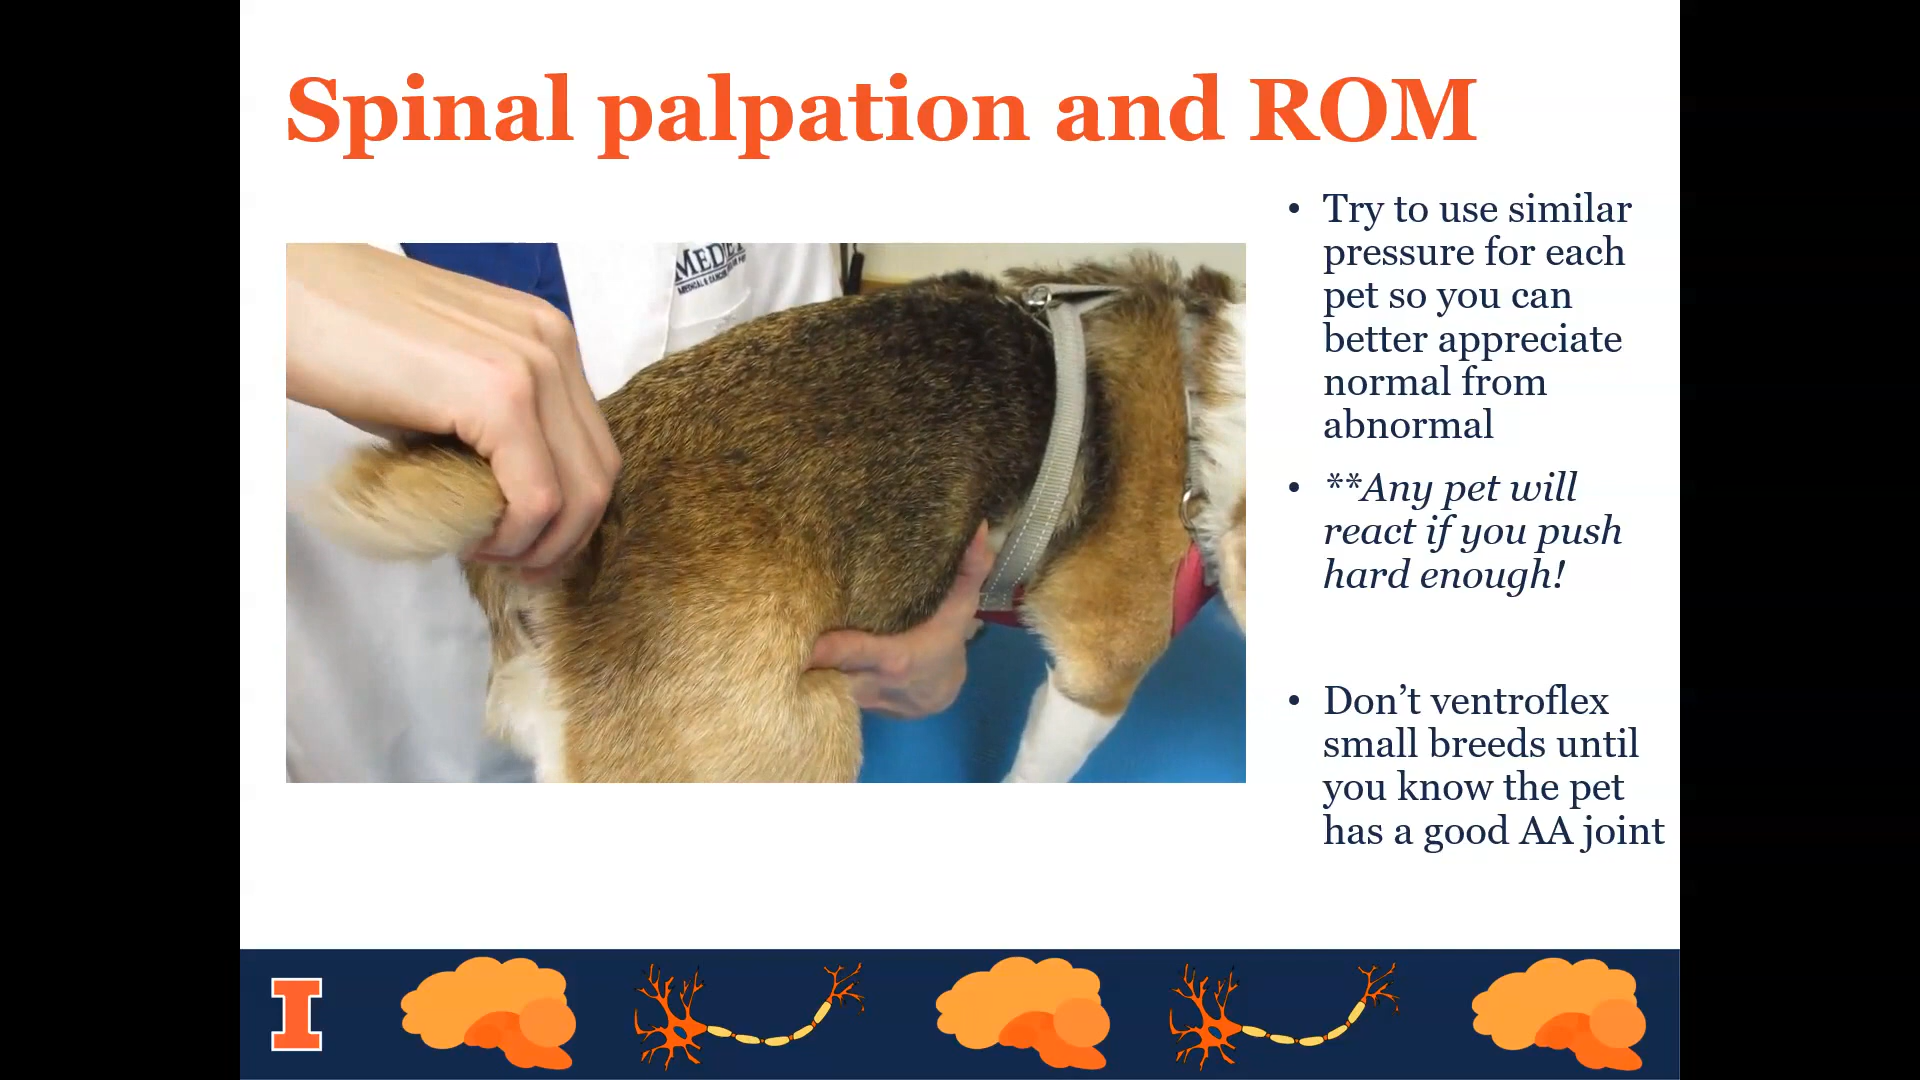 Spinal palpation and ROM
• Try to use similar
pressure for each
pet so you can
better appreciate
normal from
abnormal
• **Any pet will
react if you push
hard enough!
• Don’t ventroflex
small breeds until
you know the pet
has a good AA joint
I